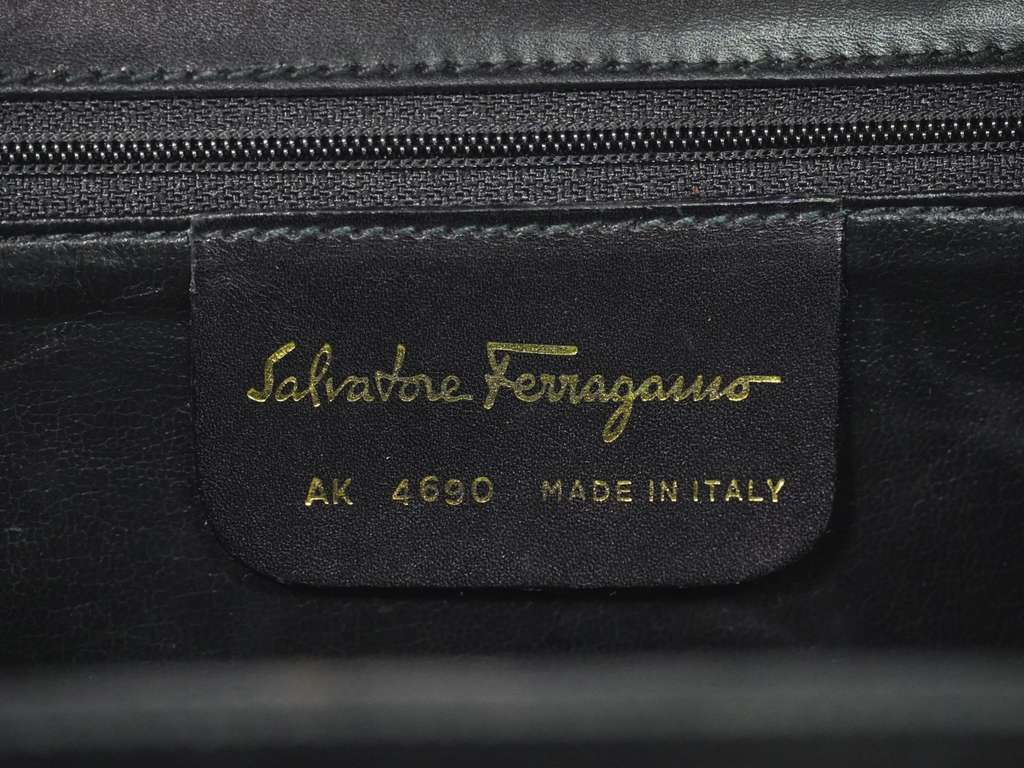 Salvatore Ferragamo
AK 4690 MADE IN ITALY